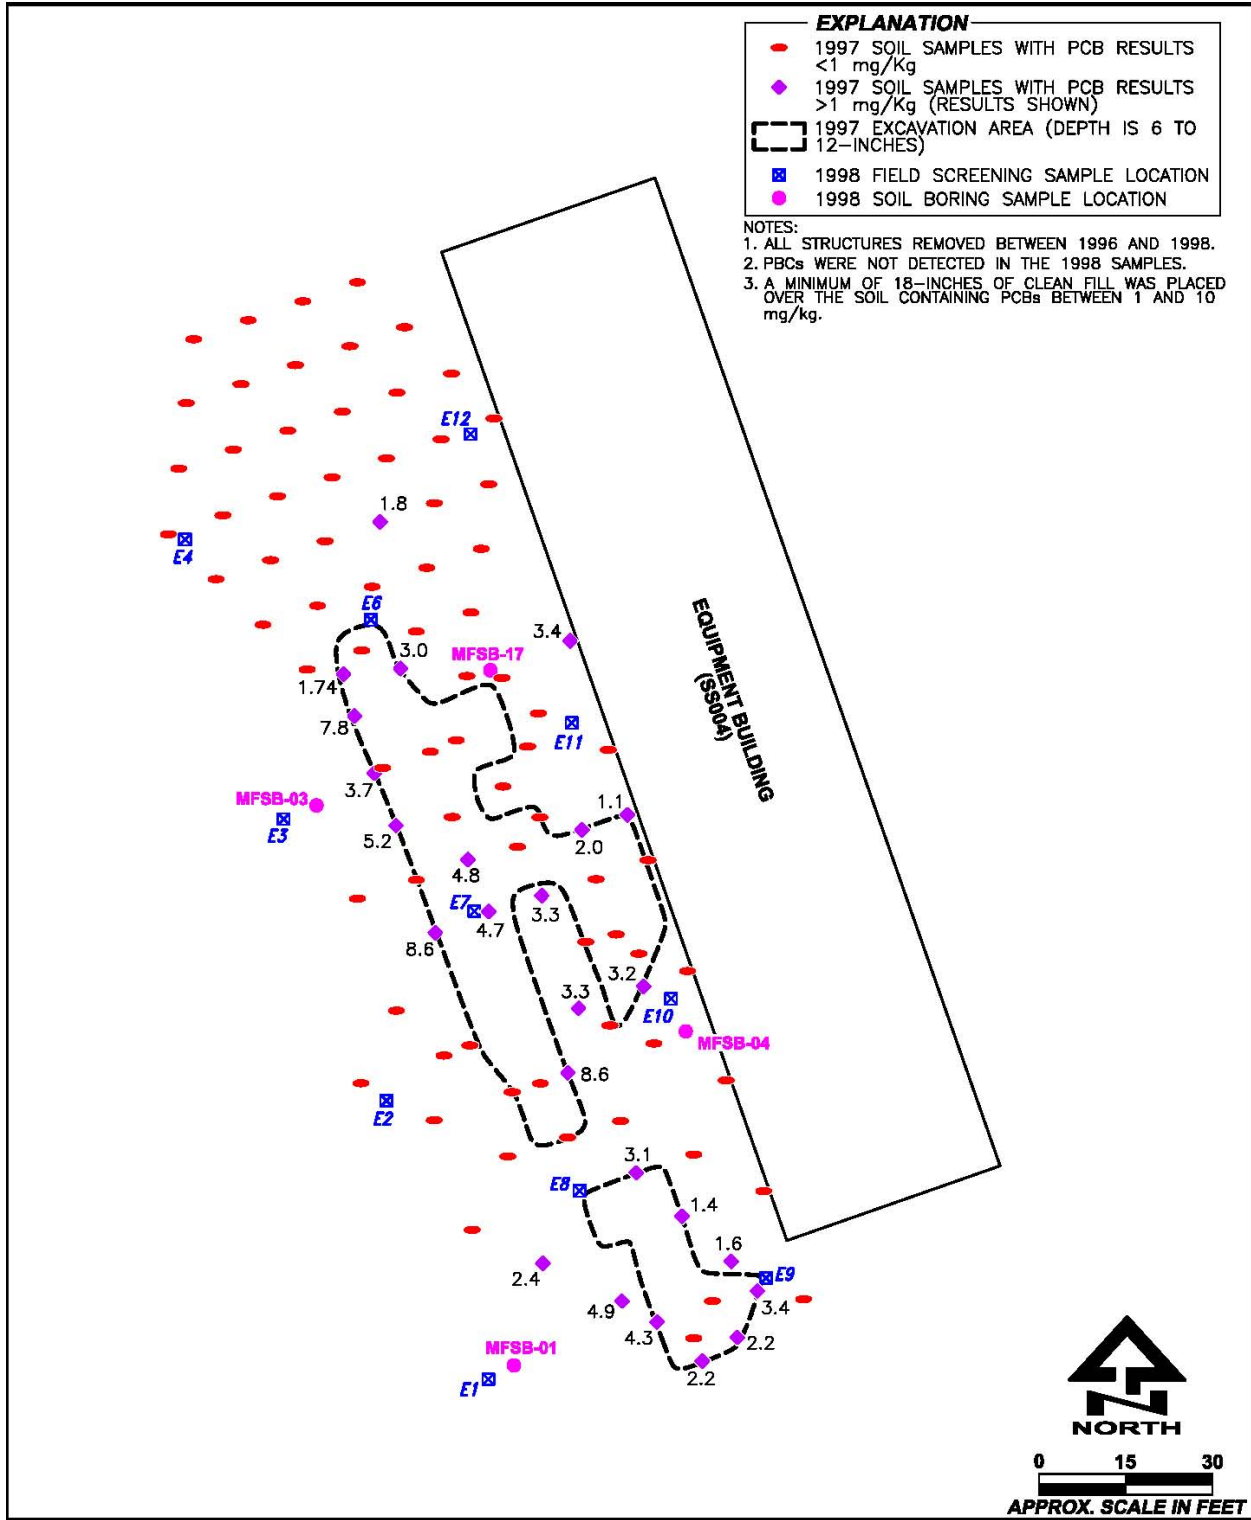 EXPLANATION
1997 SOIL SAMPLES WITH PCB RESULTS
<1 mg/Kg
1997 SOIL SAMPLES WITH PCB RESULTS
>1 mg/Kg (RESULTS SHOWN)
1997 EXCAVATION AREA (DEPTH IS 6 TO
12-INCHES)
1998 FIELD SCREENING SAMPLE LOCATION
1998 SOIL BORING SAMPLE LOCATION
NOTES:
1. ALL STRUCTURES REMOVED BETWEEN 1996 AND 1998.
2. PBCs WERE NOT DETECTED IN THE 1998 SAMPLES.
3. A MINIMUM OF 18-INCHES OF CLEAN FILL WAS PLACED
OVER THE SOIL CONTAINING PCBs BETWEEN 1 AND 10
mg/kg.
E12
1.8
E4
E6
3.4
3.0
MFSB-17
1.74
7.8
E11
EQUIPMENT BUILDING
(SS004)
3.7
MFSB-03
E3
1.1
5.2
2.0
4.8
E7
4.7
3.3
8.6
3.2
3.3
E10
MFSB-04
8.6
E2
3.1
E8
1.4
1.6
2.4
E9
3.4
4.9
4.3
2.2
MFSB-01
2.2
E1
NORTH
0 15 30
APPROX. SCALE IN FEET